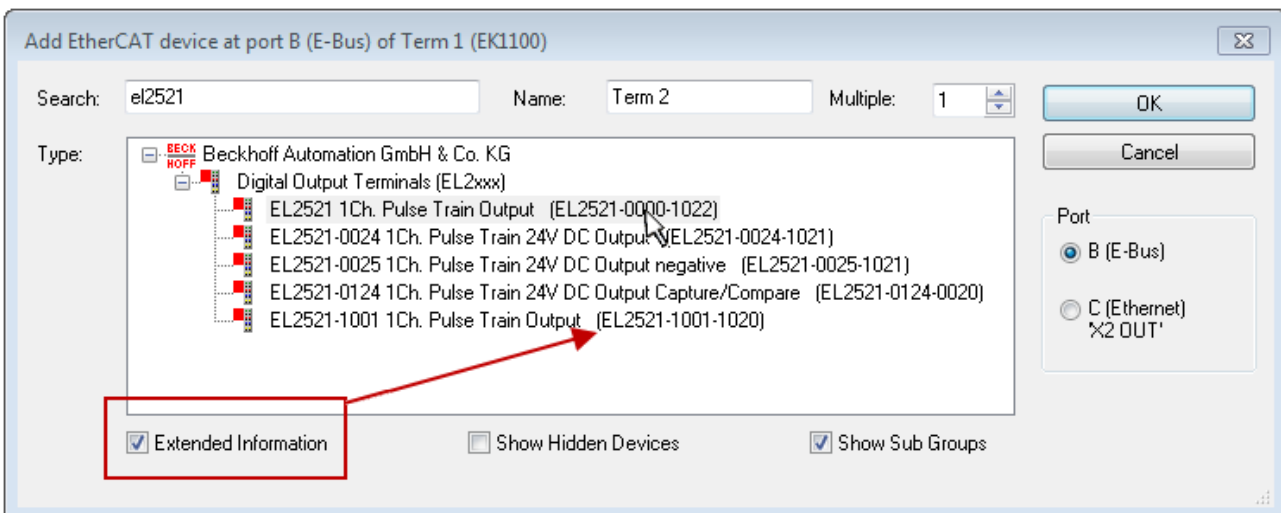 Add EtherCAT device at port B (E-Bus) of Term 1 (EK1100)
Search: el2521 Name: Term 2 Multiple: 1 OK
Type: BECKHOFF Beckhoff Automation GmbH & Co. KG Cancel
Digital Output Terminals (EL2xxx)
EL2521 1Ch. Pulse Train Output (EL2521-0000-1022)
EL2521-0024 1Ch. Pulse Train 24V DC Output (EL2521-0024-1021)
EL2521-0025 1Ch. Pulse Train 24V DC Output negative (EL2521-0025-1021)
EL2521-0124 1Ch. Pulse Train 24V DC Output Capture/Compare (EL2521-0124-0020)
EL2521-1001 1Ch. Pulse Train Output (EL2521-1001-1020)
Port
B (E-Bus)
C (Ethernet)
'X2 OUT'
Extended Information Show Hidden Devices Show Sub Groups